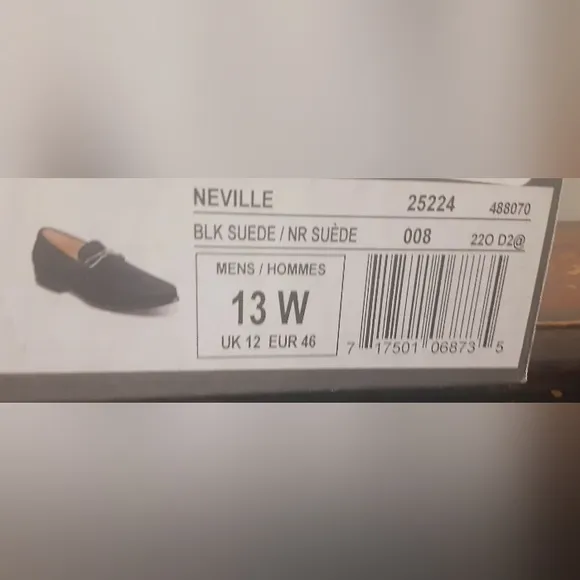 NEVILLE 25224 488070
BLK SUEDE / NR SUÈDE 008 22O D2@
MENS / HOMMES
13 W
UK 12 EUR 46
7 17501 06873 5